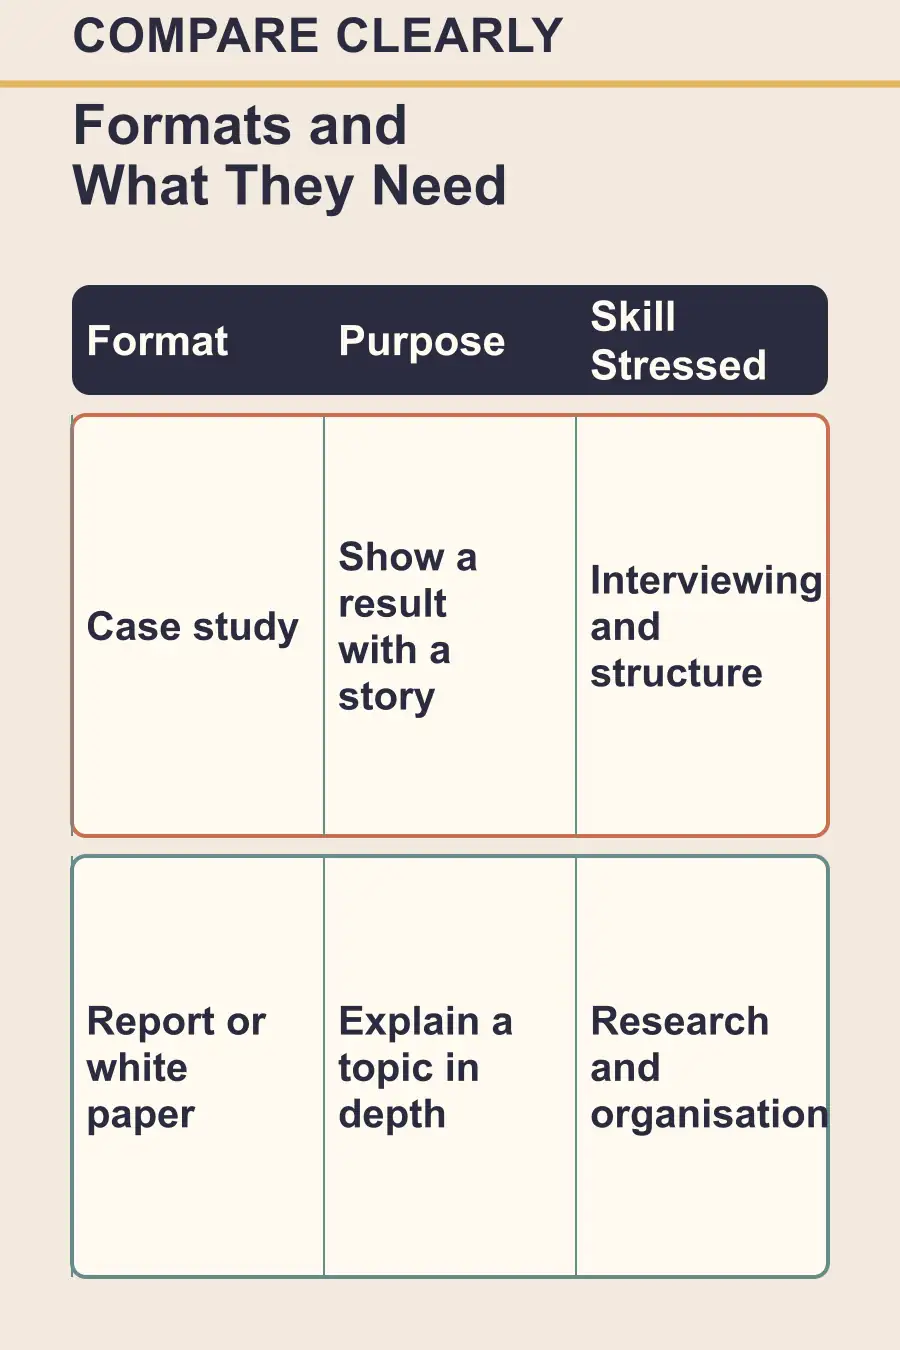 COMPARE CLEARLY
Formats and
What They Need
Format
Purpose
Skill
Stressed
Case study
Show a
result
with a
story
Interviewing
and
structure
Report or
white
paper
Explain a
topic in
depth
Research
and
organisation